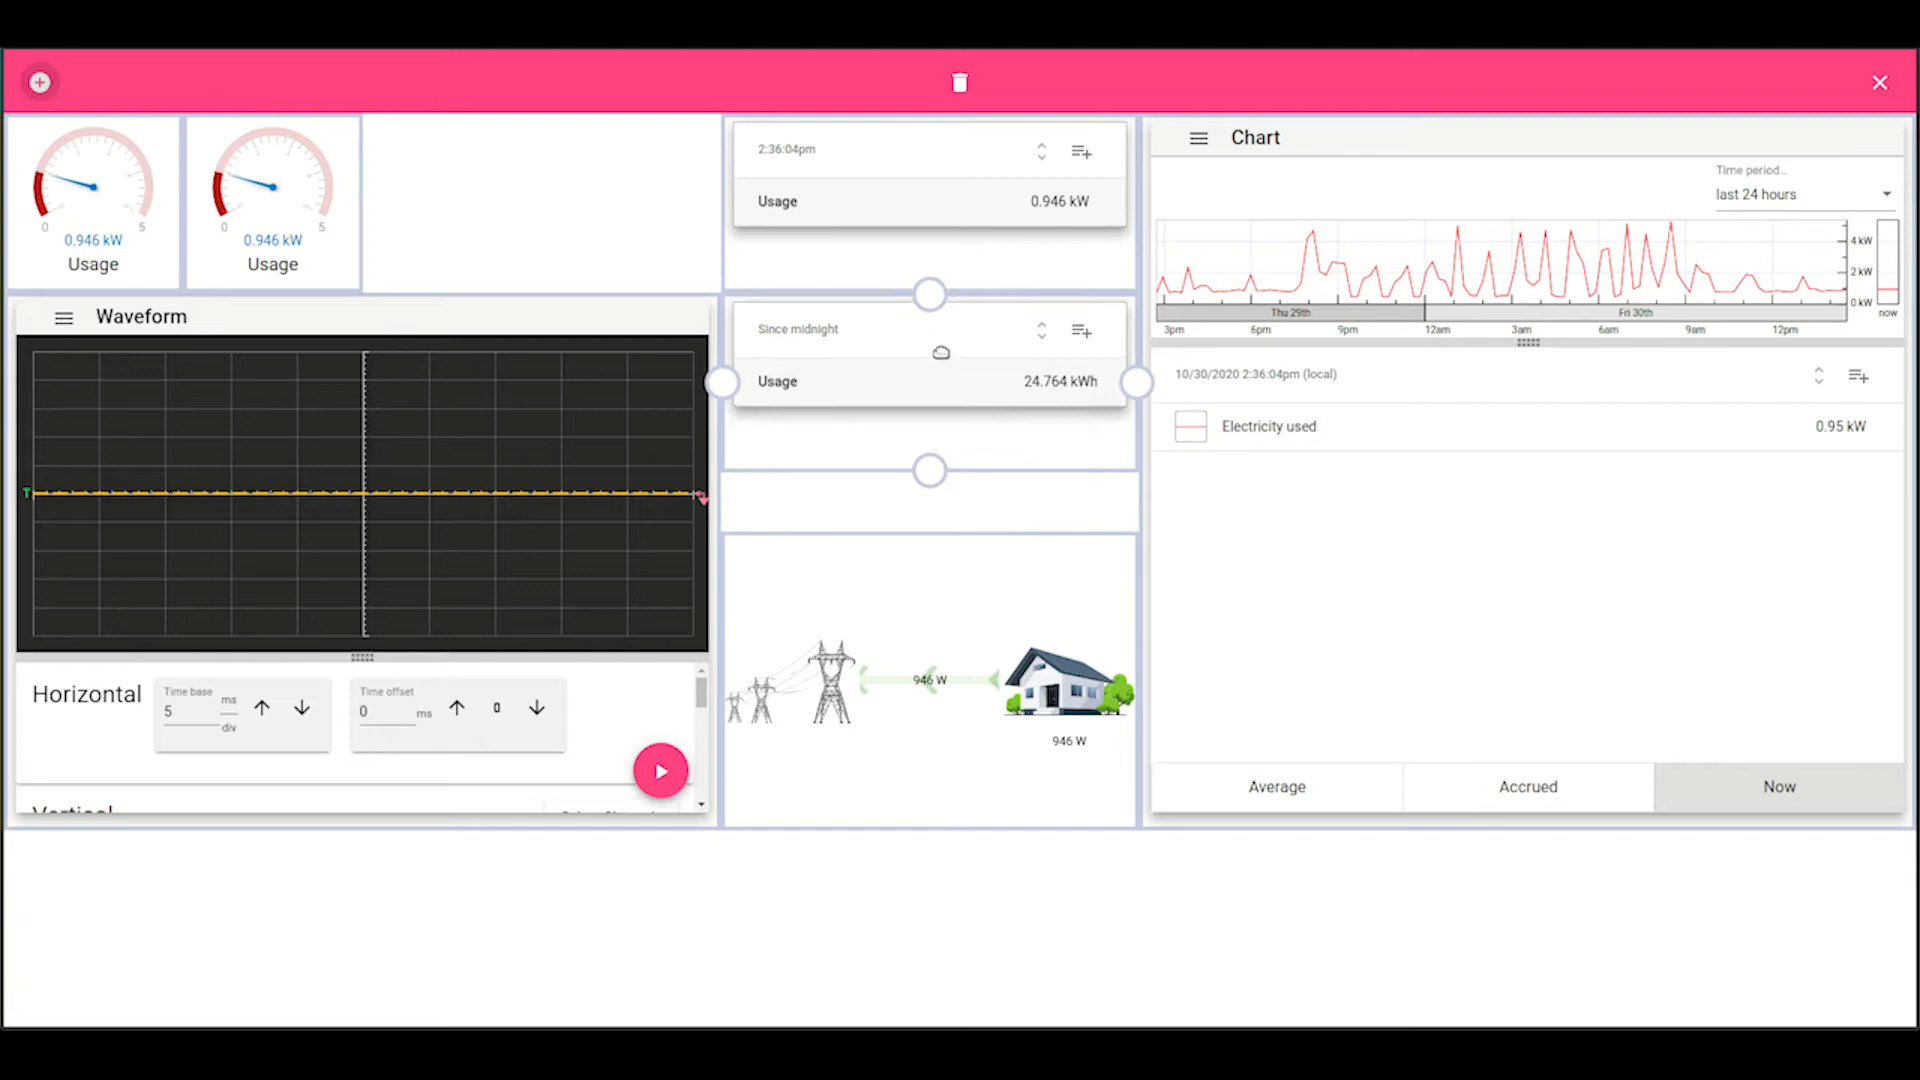 0 5
0.946 kW
Usage
0 5
0.946 kW
Usage
Waveform
T
Horizontal
Time base
5
ms
div
Time offset
0 ms
0
2:36:04pm
Usage 0.946 kW
Since midnight
Usage 24.764 kWh
946 W
946 W
Chart
Time period...
last 24 hours
4 kW
2 kW
0 kW
now
Thu 29th Fri 30th
3pm 6pm 9pm 12am 3am 6am 9am 12pm
10/30/2020 2:36:04pm (local)
Electricity used 0.95 kW
Average Accrued Now